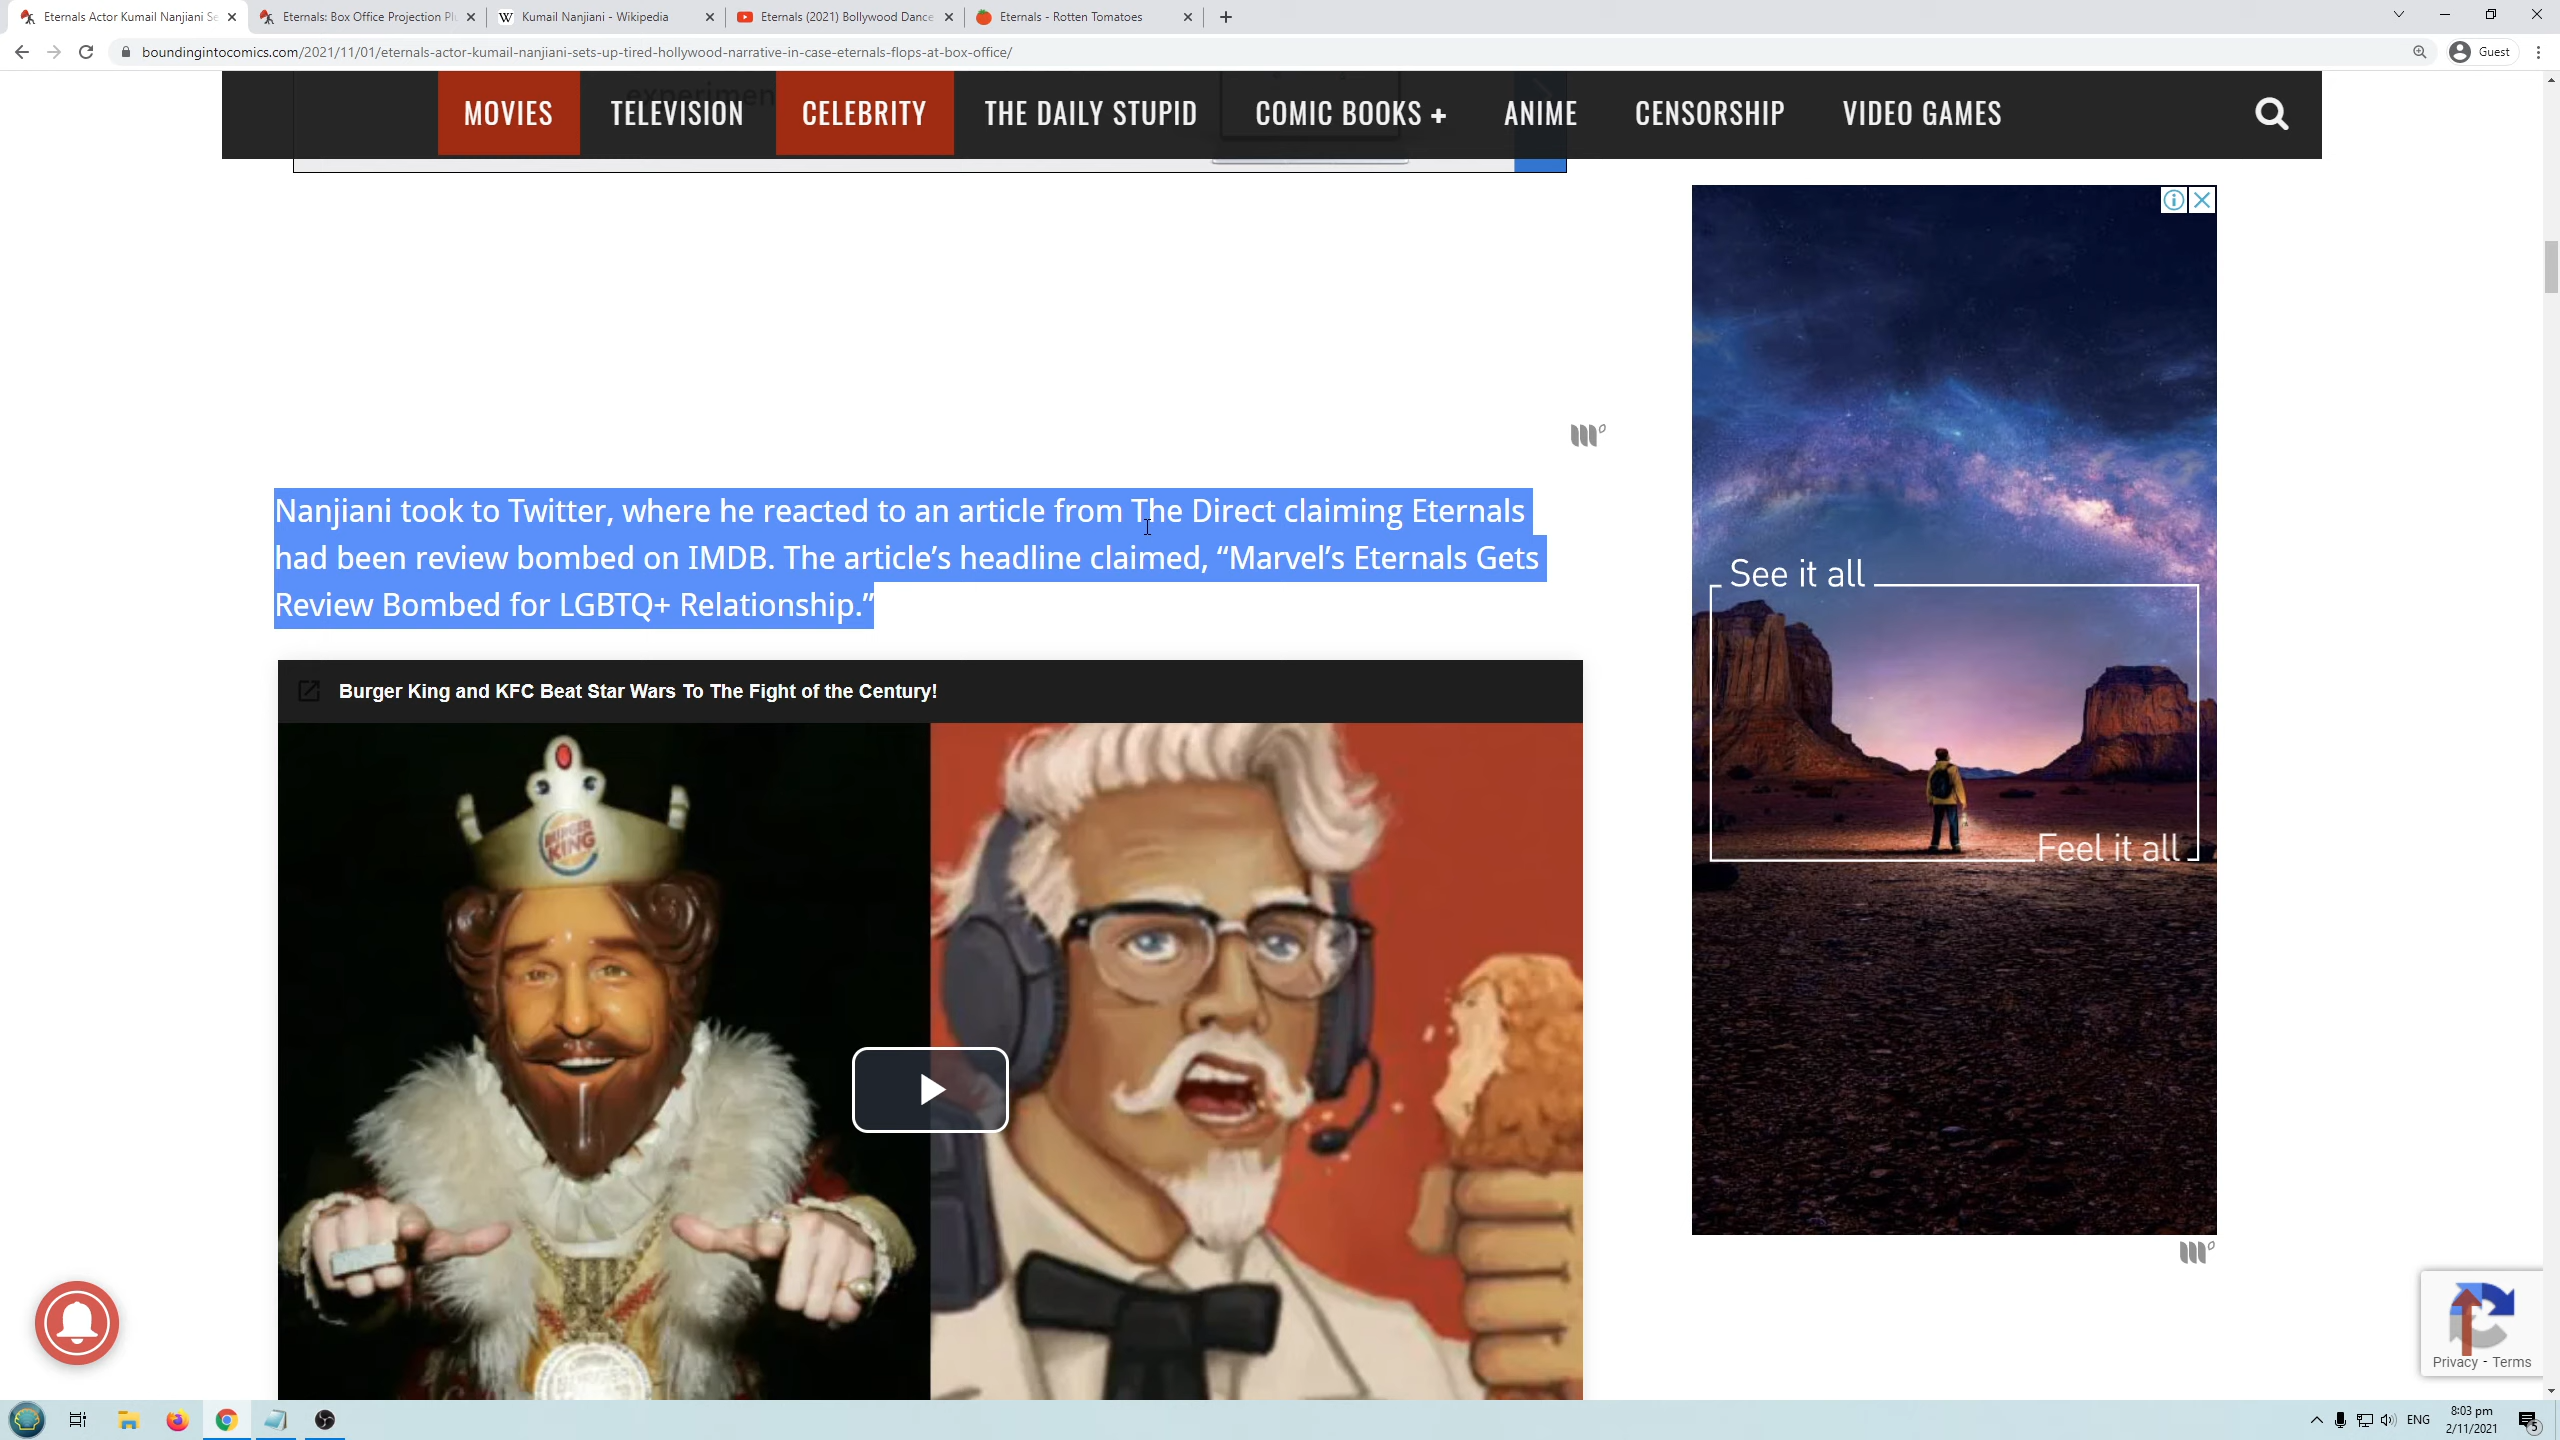 Eternals Actor Kumail Nanjiani Se
Eternals: Box Office Projection Plu
Kumail Nanjiani - Wikipedia
Eternals (2021) Bollywood Dance
Eternals - Rotten Tomatoes
boundingintocomics.com/2021/11/01/eternals-actor-kumail-nanjiani-sets-up-tired-hollywood-narrative-in-case-eternals-flops-at-box-office/
Guest
experimen
MOVIES TELEVISION CELEBRITY THE DAILY STUPID COMIC BOOKS + ANIME CENSORSHIP VIDEO GAMES
Nanjiani took to Twitter, where he reacted to an article from The Direct claiming Eternals
had been review bombed on IMDB. The article’s headline claimed, “Marvel’s Eternals Gets
Review Bombed for LGBTQ+ Relationship.”
See it all
Feel it all
Burger King and KFC Beat Star Wars To The Fight of the Century!
BURGER
KING
Privacy - Terms
ENG
8:03 pm
2/11/2021
5